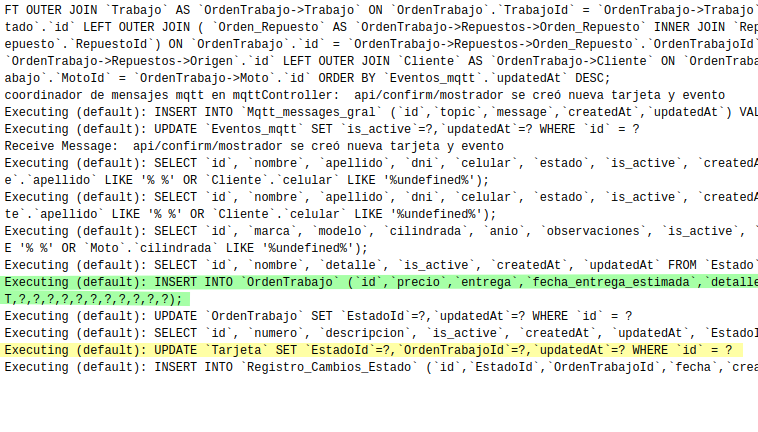 FT OUTER JOIN `Trabajo` AS `OrdenTrabajo->Trabajo` ON `OrdenTrabajo`.`TrabajoId` = `OrdenTrabajo->Trabajo`
tado`.`id` LEFT OUTER JOIN ( `Orden_Repuesto` AS `OrdenTrabajo->Repuestos->Orden_Repuesto` INNER JOIN `Rep
epuesto`.`RepuestoId`) ON `OrdenTrabajo`.`id` = `OrdenTrabajo->Repuestos->Orden_Repuesto`.`OrdenTrabajoId`
`OrdenTrabajo->Repuestos->Origen`.`id` LEFT OUTER JOIN `Cliente` AS `OrdenTrabajo->Cliente` ON `OrdenTraba
abajo`.`MotoId` = `OrdenTrabajo->Moto`.`id` ORDER BY `Eventos_mqtt`.`updatedAt` DESC;
coordinador de mensajes mqtt en mqttController:  api/confirm/mostrador se creó nueva tarjeta y evento
Executing (default): INSERT INTO `Mqtt_messages_gral` (`id`,`topic`,`message`,`createdAt`,`updatedAt`) VAL
Executing (default): UPDATE `Eventos_mqtt` SET `is_active`=?,`updatedAt`=? WHERE `id` = ?
Receive Message:  api/confirm/mostrador se creó nueva tarjeta y evento
Executing (default): SELECT `id`, `nombre`, `apellido`, `dni`, `celular`, `estado`, `is_active`, `createdA
e`.`apellido` LIKE '% %' OR `Cliente`.`celular` LIKE '%undefined%');
Executing (default): SELECT `id`, `nombre`, `apellido`, `dni`, `celular`, `estado`, `is_active`, `createdA
te`.`apellido` LIKE '% %' OR `Cliente`.`celular` LIKE '%undefined%');
Executing (default): SELECT `id`, `marca`, `modelo`, `cilindrada`, `anio`, `observaciones`, `is_active`, `
E '% %' OR `Moto`.`cilindrada` LIKE '%undefined%');
Executing (default): SELECT `id`, `nombre`, `detalle`, `is_active`, `createdAt`, `updatedAt` FROM `Estado`
Executing (default): INSERT INTO `OrdenTrabajo` (`id`,`precio`,`entrega`,`fecha_entrega_estimada`,`detalle
T,?,?,?,?,?,?,?,?,?,?,?);
Executing (default): UPDATE `OrdenTrabajo` SET `EstadoId`=?,`updatedAt`=? WHERE `id` = ?
Executing (default): SELECT `id`, `numero`, `descripcion`, `is_active`, `createdAt`, `updatedAt`, `EstadoI
Executing (default): UPDATE `Tarjeta` SET `EstadoId`=?,`OrdenTrabajoId`=?,`updatedAt`=? WHERE `id` = ?
Executing (default): INSERT INTO `Registro_Cambios_Estado` (`id`,`EstadoId`,`OrdenTrabajoId`,`fecha`,`crea